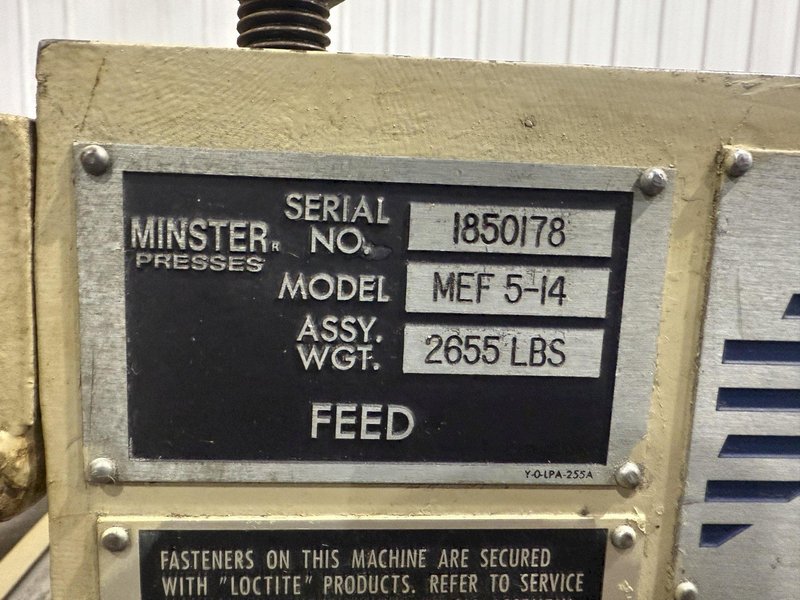 MINSTER®
PRESSES
SERIAL NO. 1850178
MODEL MEF 5-14
ASSY. WGT. 2655 LBS
FEED
Y-O-LPA-255A
FASTENERS ON THIS MACHINE ARE SECURED
WITH "LOCTITE" PRODUCTS. REFER TO SERVICE